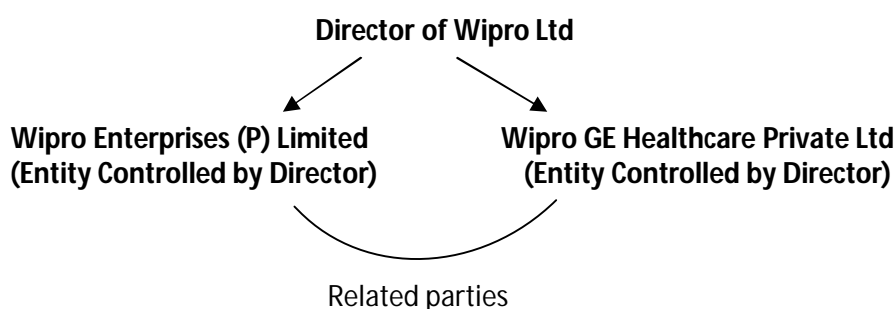 Director of Wipro Ltd
Wipro Enterprises (P) Limited
(Entity Controlled by Director)
Wipro GE Healthcare Private Ltd
(Entity Controlled by Director)
Related parties